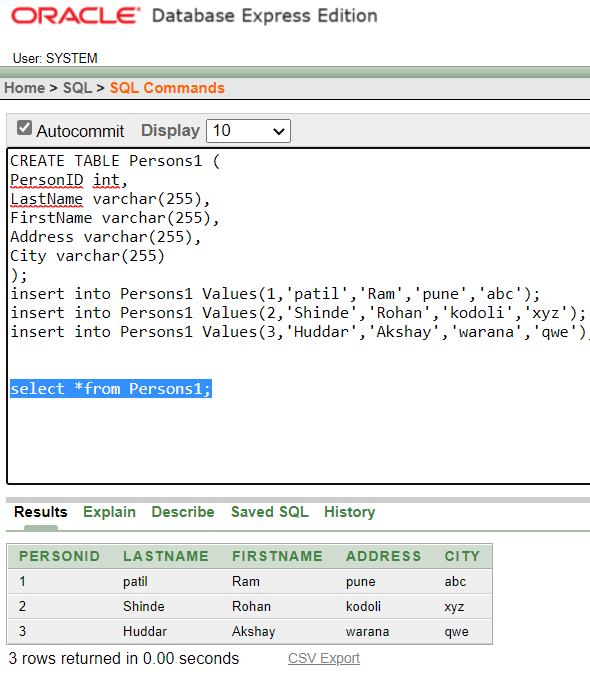 ORACLE® Database Express Edition
User: SYSTEM
Home > SQL > SQL Commands
Autocommit Display 10
CREATE TABLE Persons1 (
PersonID int,
LastName varchar(255),
FirstName varchar(255),
Address varchar(255),
City varchar(255)
);
insert into Persons1 Values(1,'patil','Ram','pune','abc');
insert into Persons1 Values(2,'Shinde','Rohan','kodoli','xyz');
insert into Persons1 Values(3,'Huddar','Akshay','warana','qwe');
select *from Persons1;
Results Explain Describe Saved SQL History
PERSONID LASTNAME FIRSTNAME ADDRESS CITY
1 patil Ram pune abc
2 Shinde Rohan kodoli xyz
3 Huddar Akshay warana qwe
3 rows returned in 0.00 seconds CSV Export